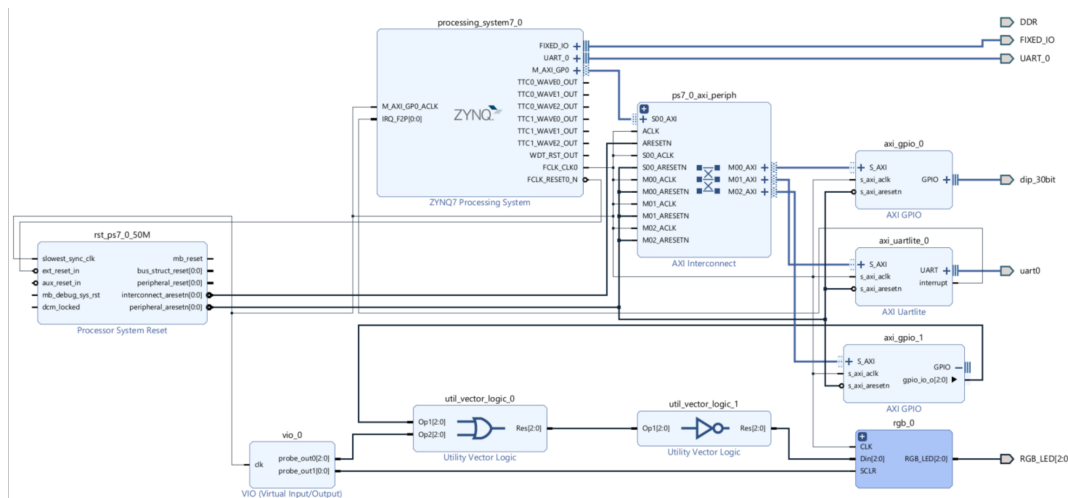 processing_system7_0
FIXED_IO
UART_0
M_AXI_GP0
TTC0_WAVE0_OUT
TTC0_WAVE1_OUT
M_AXI_GP0_ACLK
TTC0_WAVE2_OUT
IRQ_F2P[0:0]
ZYNQ
TTC1_WAVE0_OUT
TTC1_WAVE1_OUT
TTC1_WAVE2_OUT
WDT_RST_OUT
FCLK_CLK0
FCLK_RESET0_N
ZYNQ7 Processing System
DDR
FIXED_IO
UART_0
ps7_0_axi_periph
S00_AXI
ACLK
ARESETN
S00_ACLK
S00_ARESETN
M00_ACLK
M00_ARESETN
M01_ACLK
M01_ARESETN
M02_ACLK
M02_ARESETN
M00_AXI
M01_AXI
M02_AXI
AXI Interconnect
axi_gpio_0
S_AXI
s_axi_aclk
s_axi_aresetn
GPIO
AXI GPIO
dip_30bit
rst_ps7_0_50M
slowest_sync_clk
ext_reset_in
aux_reset_in
mb_debug_sys_rst
dcm_locked
mb_reset
bus_struct_reset[0:0]
peripheral_reset[0:0]
interconnect_aresetn[0:0]
peripheral_aresetn[0:0]
Processor System Reset
axi_uartlite_0
S_AXI
s_axi_aclk
s_axi_aresetn
UART
interrupt
AXI Uartlite
uart0
axi_gpio_1
S_AXI
s_axi_aclk
s_axi_aresetn
GPIO
gpio_io_o[2:0]
AXI GPIO
util_vector_logic_0
Op1[2:0]
Op2[2:0]
Res[2:0]
Utility Vector Logic
util_vector_logic_1
Op1[2:0]
Res[2:0]
Utility Vector Logic
vio_0
clk
probe_out0[2:0]
probe_out1[0:0]
VIO (Virtual Input/Output)
rgb_0
CLK
Din[2:0]
SCLR
RGB_LED[2:0]
RGB_LED[2:0